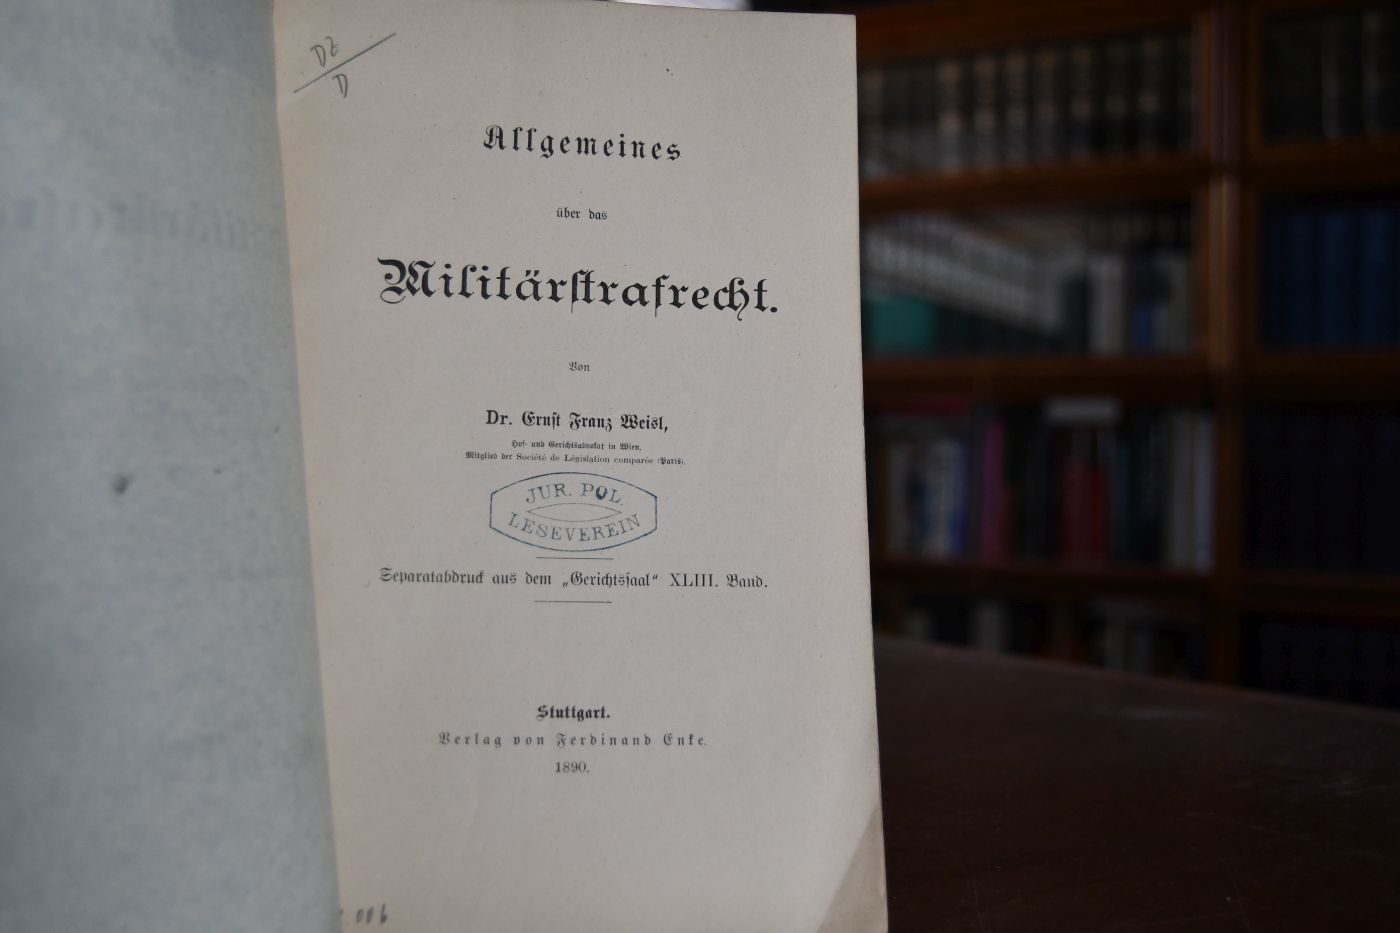 DZ
D
Allgemeines
über das
Militärstrafrecht.
Von
Dr. Ernst Franz Weisl,
Hof- und Gerichtsadvokat in Wien,
Mitglied der Société de Législation comparée (Paris).
JUR. POL.
LESEVEREIN
Separatabdruck aus dem „Gerichtssaal“ XLIII. Band.
Stuttgart.
Verlag von Ferdinand Enke.
1890.